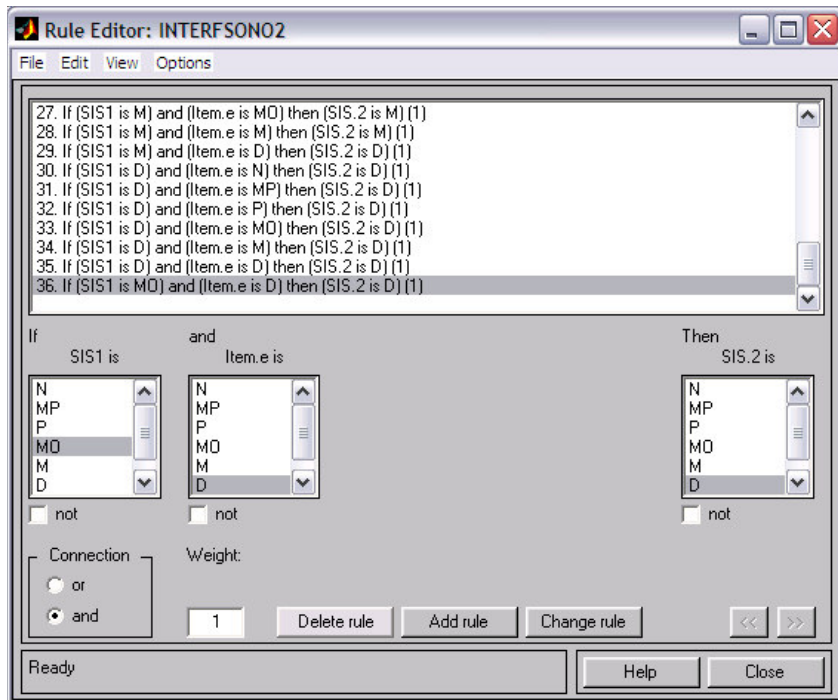 Rule Editor: INTERFSONO2
File Edit View Options
27. If (SIS1 is M) and (Item.e is MO) then (SIS.2 is M) (1)
28. If (SIS1 is M) and (Item.e is M) then (SIS.2 is M) (1)
29. If (SIS1 is M) and (Item.e is D) then (SIS.2 is D) (1)
30. If (SIS1 is D) and (Item.e is N) then (SIS.2 is D) (1)
31. If (SIS1 is D) and (Item.e is MP) then (SIS.2 is D) (1)
32. If (SIS1 is D) and (Item.e is P) then (SIS.2 is D) (1)
33. If (SIS1 is D) and (Item.e is MO) then (SIS.2 is D) (1)
34. If (SIS1 is D) and (Item.e is M) then (SIS.2 is D) (1)
35. If (SIS1 is D) and (Item.e is D) then (SIS.2 is D) (1)
36. If (SIS1 is MO) and (Item.e is D) then (SIS.2 is D) (1)
If and Then
SIS1 is Item.e is SIS.2 is
N N N
MP MP MP
P P P
MO MO MO
M M M
D D D
not not not
Connection Weight:
or
and 1 Delete rule Add rule Change rule << >>
Ready Help Close